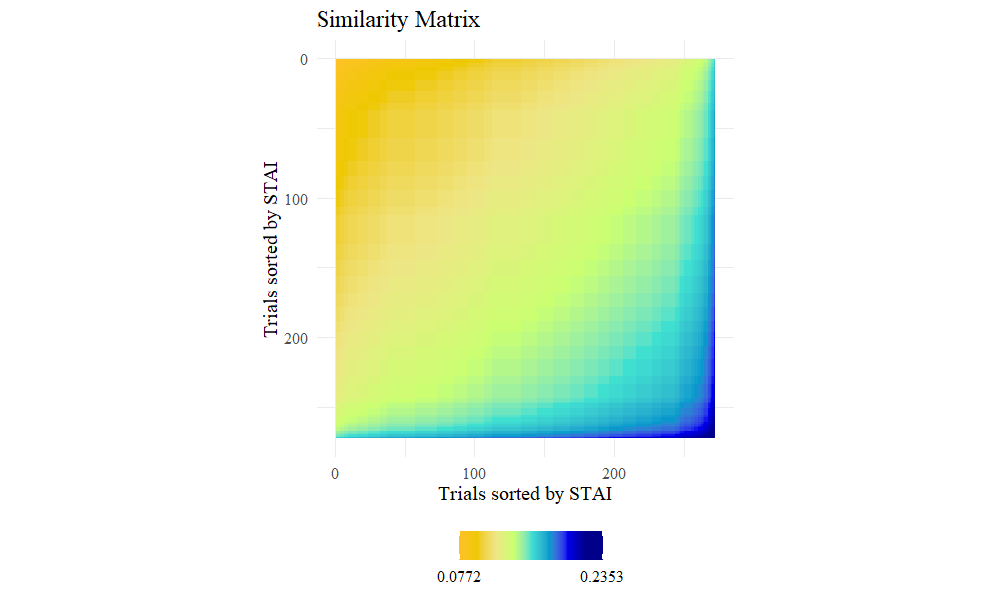 Similarity Matrix
0
100
200
Trials sorted by STAI
0 100 200
Trials sorted by STAI
0.0772 0.2353